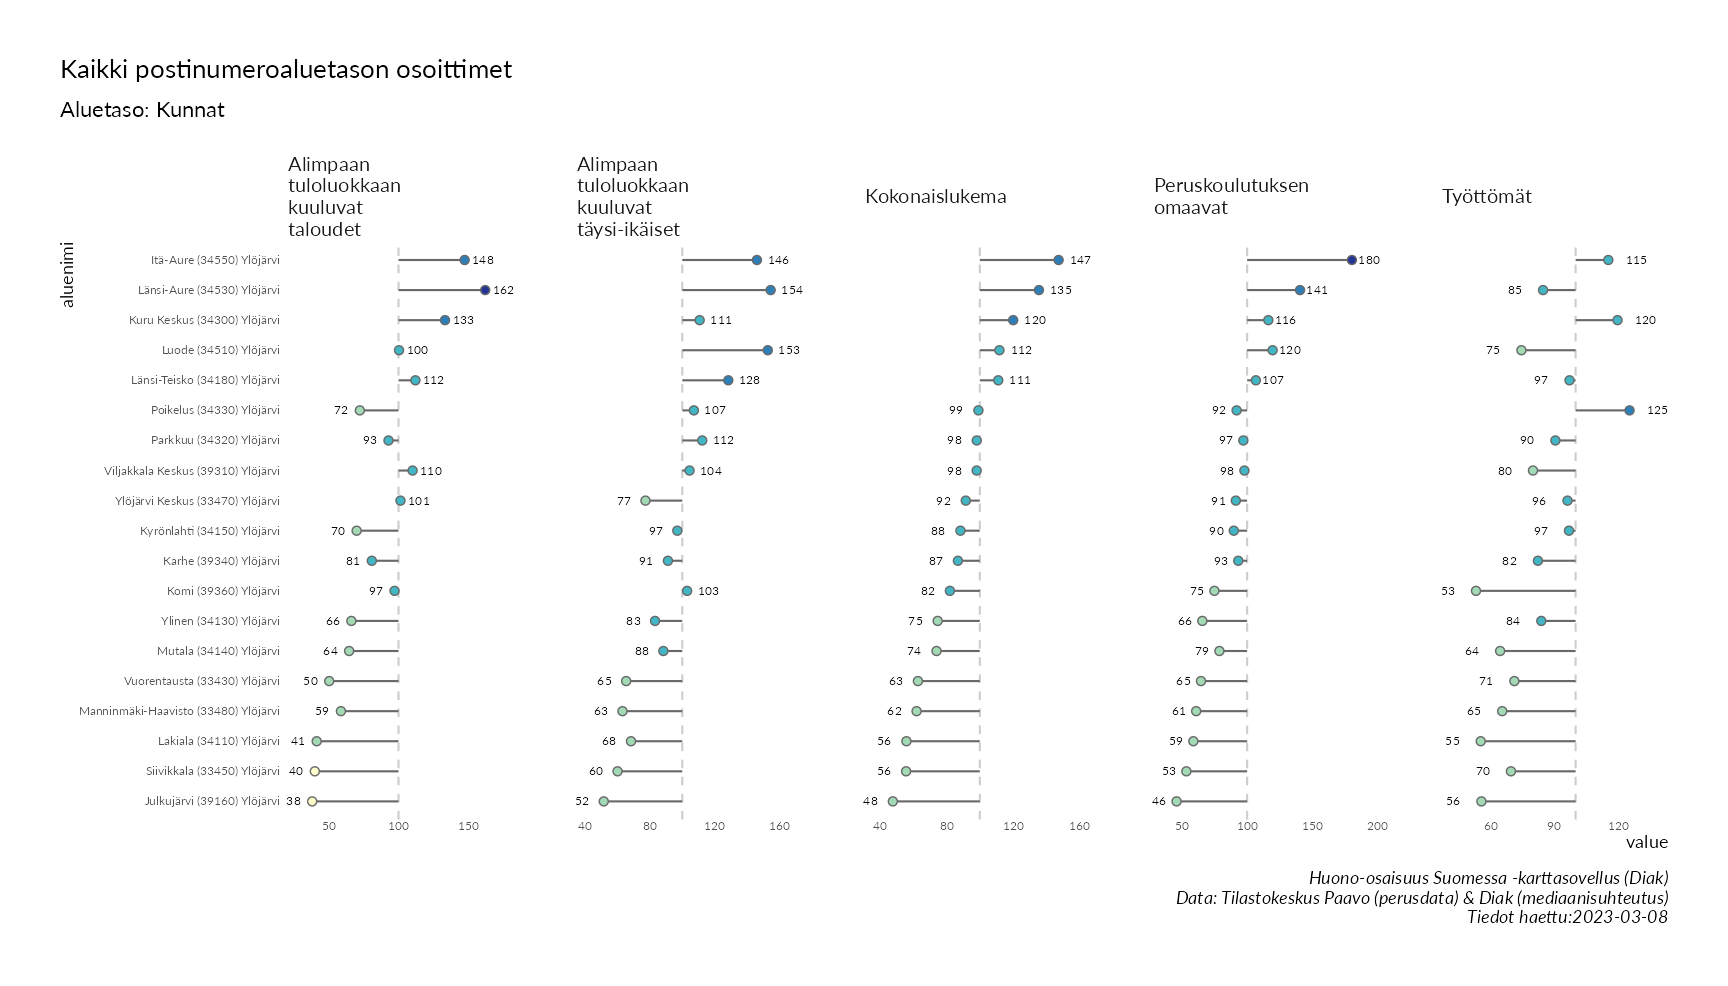 Kaikki postinumeroaluetason osoittimet
Aluetaso: Kunnat
Alimpaan
tuloluokkaan
kuuluvat
taloudet
Alimpaan
tuloluokkaan
kuuluvat
täysi-ikäiset
Kokonaislukema
Peruskoulutuksen
omaavat
Työttömät
aluenimi
Itä-Aure (34550) Ylöjärvi 148 146 147 180 115
Länsi-Aure (34530) Ylöjärvi 162 154 135 141 85
Kuru Keskus (34300) Ylöjärvi 133 111 120 116 120
Luode (34510) Ylöjärvi 100 153 112 120 75
Länsi-Teisko (34180) Ylöjärvi 112 128 111 107 97
Poikelus (34330) Ylöjärvi 72 107 99 92 125
Parkkuu (34320) Ylöjärvi 93 112 98 97 90
Viljakkala Keskus (39310) Ylöjärvi 110 104 98 98 80
Ylöjärvi Keskus (33470) Ylöjärvi 101 77 92 91 96
Kyrönlahti (34150) Ylöjärvi 70 97 88 90 97
Karhe (39340) Ylöjärvi 81 91 87 93 82
Komi (39360) Ylöjärvi 97 103 82 75 53
Ylinen (34130) Ylöjärvi 66 83 75 66 84
Mutala (34140) Ylöjärvi 64 88 74 79 64
Vuorentausta (33430) Ylöjärvi 50 65 63 65 71
Manninmäki-Haavisto (33480) Ylöjärvi 59 63 62 61 65
Lakiala (34110) Ylöjärvi 41 68 56 59 55
Siivikkala (33450) Ylöjärvi 40 60 56 53 70
Julkujärvi (39160) Ylöjärvi 38 52 48 46 56
50 100 150 40 80 120 160 40 80 120 160 50 100 150 200 60 90 120
value
Huono-osaisuus Suomessa -karttasovellus (Diak)
Data: Tilastokeskus Paavo (perusdata) & Diak (mediaanisuhteutus)
Tiedot haettu:2023-03-08